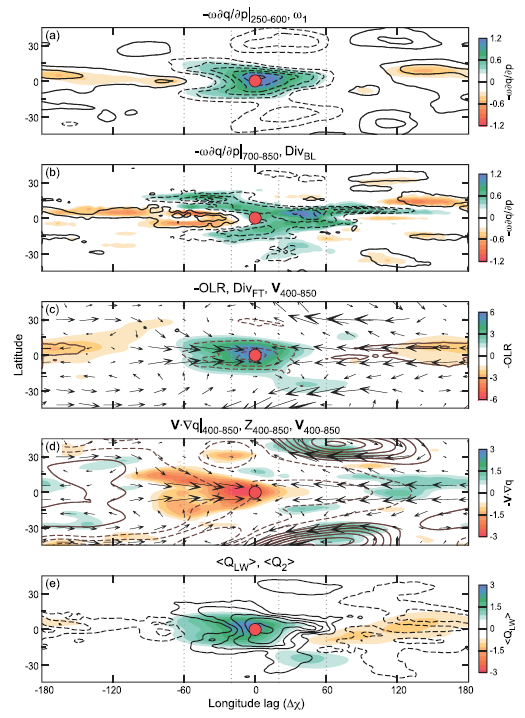 -ω∂q/∂p|250-600, ω1
(a)
30
0
-30
1.2
0.6
0.0
-0.6
-1.2
-ω∂q/∂p
-ω∂q/∂p|700-850, DivBL
(b)
30
0
-30
1.2
0.6
0.0
-0.6
-1.2
-ω∂q/∂p
-OLR, DivFT, V400-850
(c)
30
0
-30
Latitude
6
3
0
-3
-6
-OLR
V·∇q|400-850, Z400-850, V400-850
(d)
30
0
-30
3
1.5
0
-1.5
-3
-V·∇q
<QLW>, <Q2>
(e)
30
0
-30
3
1.5
0
-1.5
-3
<QLW>
-180 -120 -60 0 60 120 180
Longitude lag (Δχ)